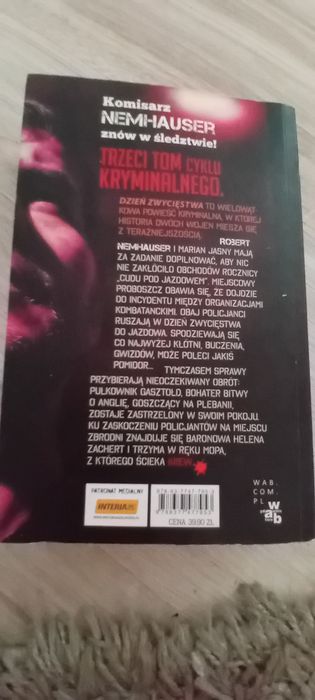 Komisarz
NEMHAUSER
znów w śledztwie!
TRZECI TOM CYKLU
KRYMINALNEGO.
DZIEŃ ZWYCIĘSTWA TO WIELOWĄT-
KOWA POWIEŚĆ KRYMINALNA, W KTÓREJ
HISTORIA DWÓCH WOJEN MIESZA SIĘ
Z TERAŹNIEJSZOŚCIĄ.
ROBERT
NEMHAUSER I MARIAN JASNY MAJĄ
ZA ZADANIE DOPILNOWAĆ, ABY NIC
NIE ZAKŁÓCIŁO OBCHODÓW ROCZNICY
„CUDU POD JAZDOWEM”. MIEJSCOWY
PROBOSZCZ OBAWIA SIĘ, ŻE DOJDZIE
DO INCYDENTU MIĘDZY ORGANIZACJAMI
KOMBATANCKIMI. OBAJ POLICJANCI
RUSZAJĄ W DZIEŃ ZWYCIĘSTWA
DO JAZDOWA. SPODZIEWAJĄ SIĘ
CO NAJWYŻEJ KŁÓTNI, BUCZENIA,
GWIZDÓW, MOŻE POLECI JAKIŚ
POMIDOR...
TYMCZASEM SPRAWY
PRZYBIERAJĄ NIEOCZEKIWANY OBRÓT:
PUŁKOWNIK GASZTOŁD, BOHATER BITWY
O ANGLIĘ, GOSZCZĄCY NA PLEBANII,
ZOSTAJE ZASTRZELONY W SWOIM POKOJU.
KU ZASKOCZENIU POLICJANTÓW NA MIEJSCU
ZBRODNI ZNAJDUJE SIĘ BARONOWA HELENA
ZACHERT I TRZYMA W RĘKU MOPA,
Z KTÓREGO ŚCIEKA KREW.
PATRONAT MEDIALNY
INTERIA.PL
CENA 39,90 ZŁ
WAB.
COM.
PL
w
a b